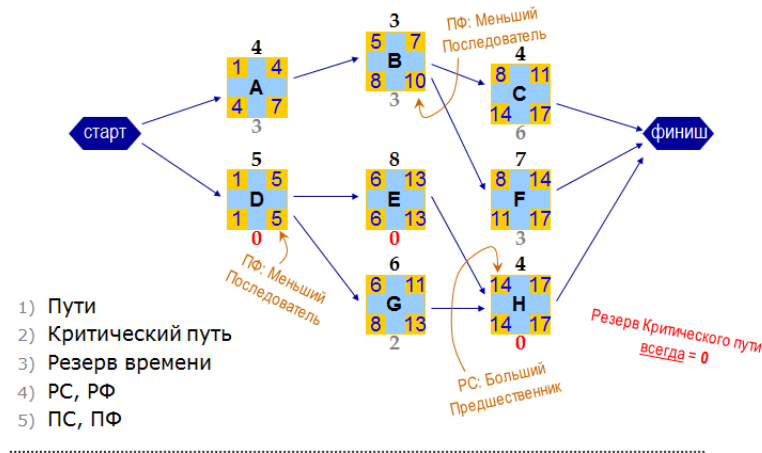 ПФ: Меньший
Последователь
4
1 4
A
4 7
3
3
5 7
B
8 10
3
4
8 11
C
14 17
6
старт
финиш
5
1 5
D
1 5
0
8
6 13
E
6 13
0
7
8 14
F
11 17
3
ПФ: Меньший
Последователь
6
6 11
G
8 13
2
4
14 17
H
14 17
0
РС: Больший
Предшественник
Резерв Критического пути
всегда = 0
1) Пути
2) Критический путь
3) Резерв времени
4) РС, РФ
5) ПС, ПФ